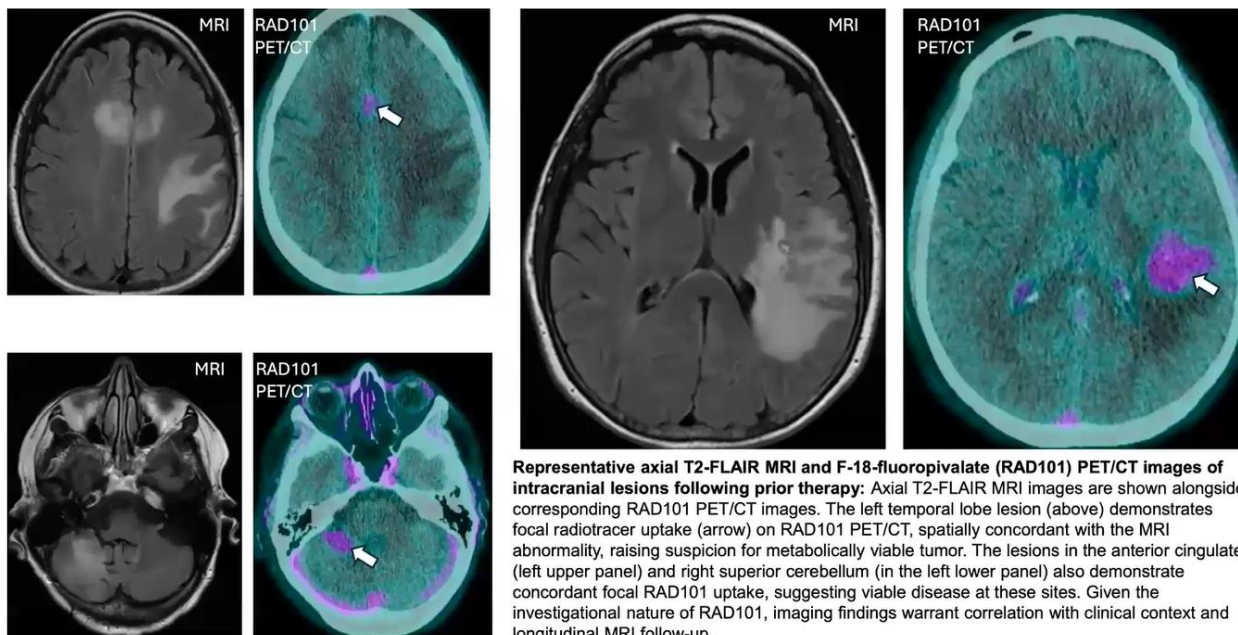 MRI
RAD101
PET/CT
MRI
RAD101
PET/CT
MRI
RAD101
PET/CT
Representative axial T2-FLAIR MRI and F-18-fluoropivalate (RAD101) PET/CT images of
intracranial lesions following prior therapy: Axial T2-FLAIR MRI images are shown alongside
corresponding RAD101 PET/CT images. The left temporal lobe lesion (above) demonstrates
focal radiotracer uptake (arrow) on RAD101 PET/CT, spatially concordant with the MRI
abnormality, raising suspicion for metabolically viable tumor. The lesions in the anterior cingulate
(left upper panel) and right superior cerebellum (in the left lower panel) also demonstrate
concordant focal RAD101 uptake, suggesting viable disease at these sites. Given the
investigational nature of RAD101, imaging findings warrant correlation with clinical context and
longitudinal MRI follow-up